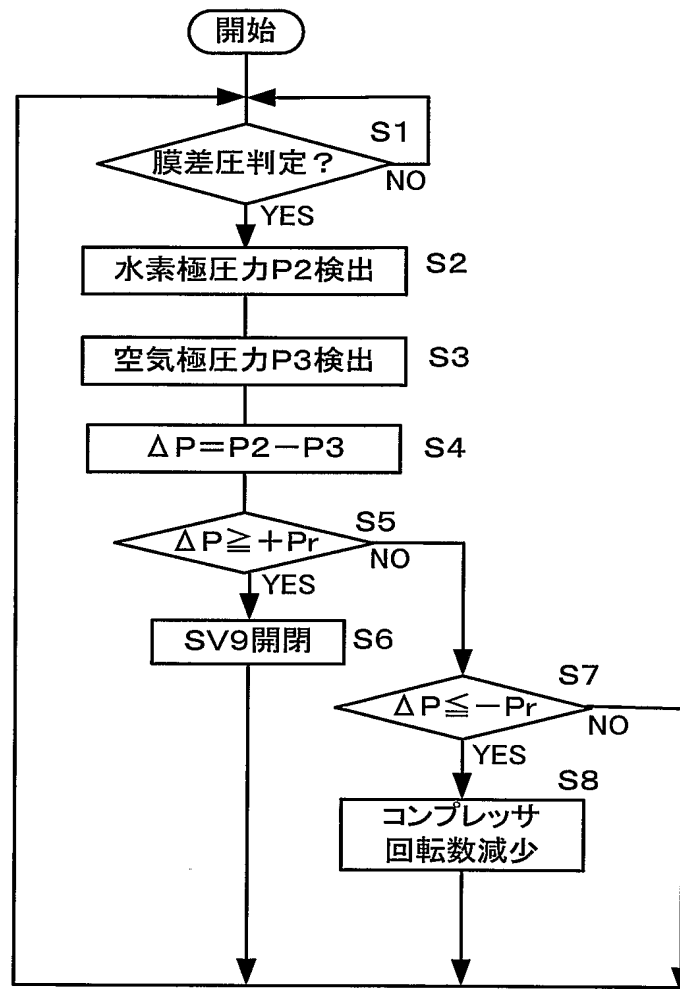 開始
S1
膜差圧判定？
NO
YES
水素極圧力P2検出
S2
空気極圧力P3検出
S3
ΔP＝P2－P3
S4
S5
ΔP≧＋Pr
NO
YES
SV9開閉
S6
S7
ΔP≦－Pr
NO
YES
S8
コンプレッサ
回転数減少